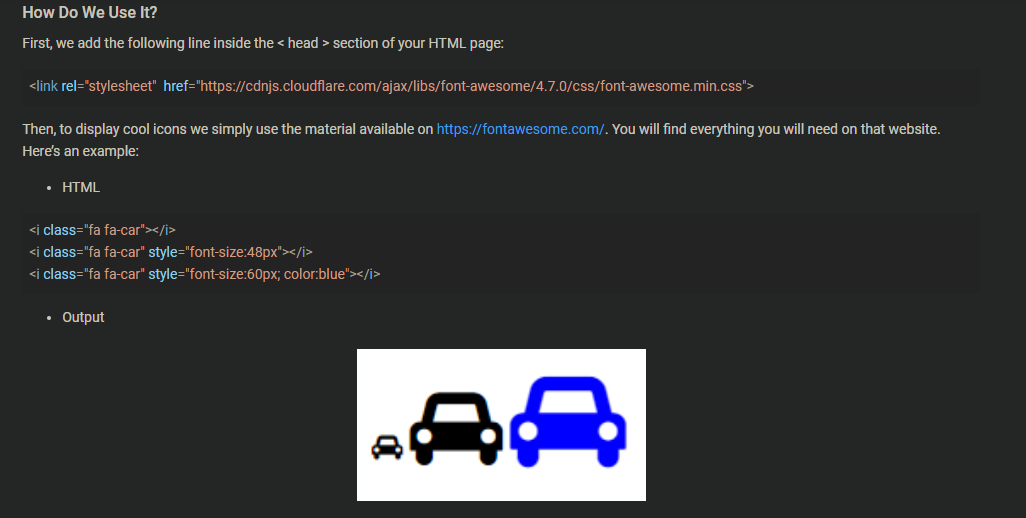 How Do We Use It?
First, we add the following line inside the < head > section of your HTML page:
<link rel="stylesheet"  href="https://cdnjs.cloudflare.com/ajax/libs/font-awesome/4.7.0/css/font-awesome.min.css">
Then, to display cool icons we simply use the material available on https://fontawesome.com/. You will find everything you will need on that website.
Here’s an example:
• HTML
<i class="fa fa-car"></i>
<i class="fa fa-car" style="font-size:48px"></i>
<i class="fa fa-car" style="font-size:60px; color:blue"></i>
• Output